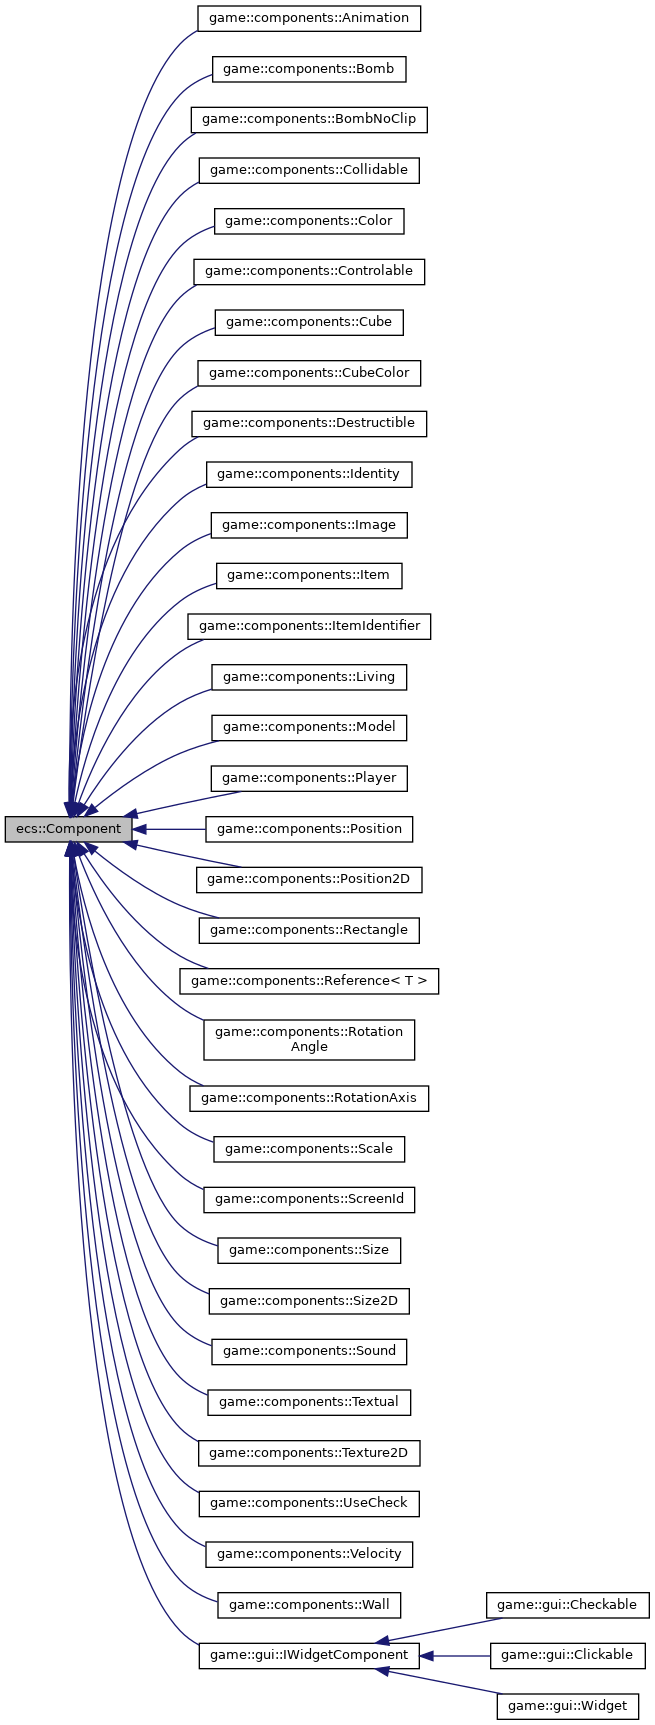 game::components::Animation
game::components::Bomb
game::components::BombNoClip
game::components::Collidable
game::components::Color
game::components::Controlable
game::components::Cube
game::components::CubeColor
game::components::Destructible
game::components::Identity
game::components::Image
game::components::Item
game::components::ItemIdentifier
game::components::Living
game::components::Model
game::components::Player
ecs::Component
game::components::Position
game::components::Position2D
game::components::Rectangle
game::components::Reference< T >
game::components::Rotation
Angle
game::components::RotationAxis
game::components::Scale
game::components::ScreenId
game::components::Size
game::components::Size2D
game::components::Sound
game::components::Textual
game::components::Texture2D
game::components::UseCheck
game::components::Velocity
game::components::Wall
game::gui::IWidgetComponent
game::gui::Checkable
game::gui::Clickable
game::gui::Widget